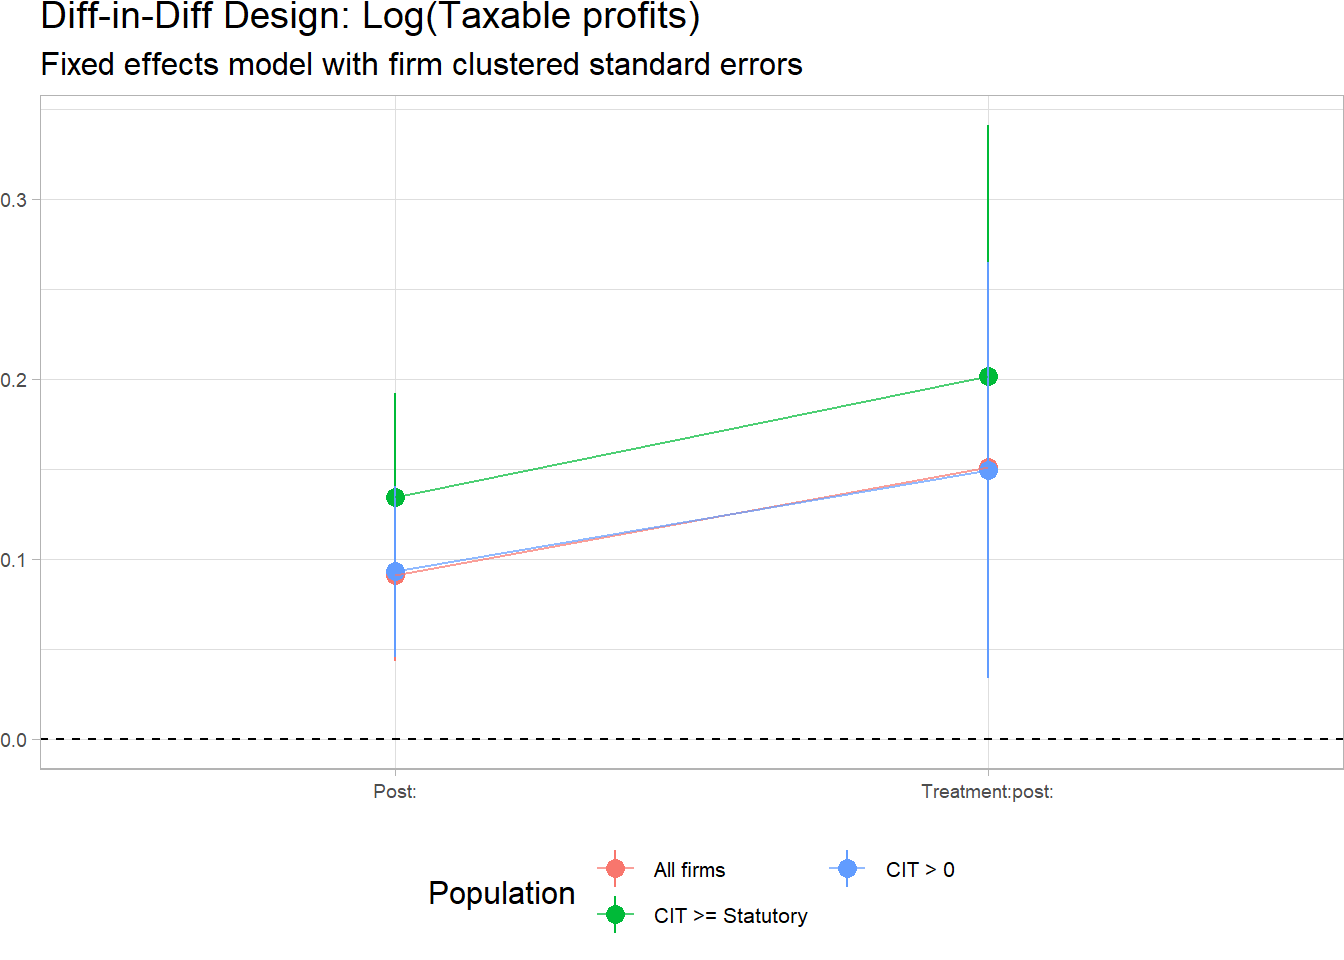 Diff-in-Diff Design: Log(Taxable profits)
Fixed effects model with firm clustered standard errors
0.3
0.2
0.1
0.0
Post:
Treatment:post:
Population
All firms
CIT > 0
CIT >= Statutory